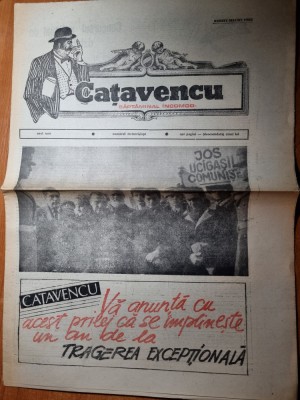 Cațavencu
JOS
UCIGAȘII
COMUNIȘTI
CAȚAVENCU
Vă anunță cu
acest prilej că se împlinește
un an de la
TRAGEREA EXCEPȚIONALĂ